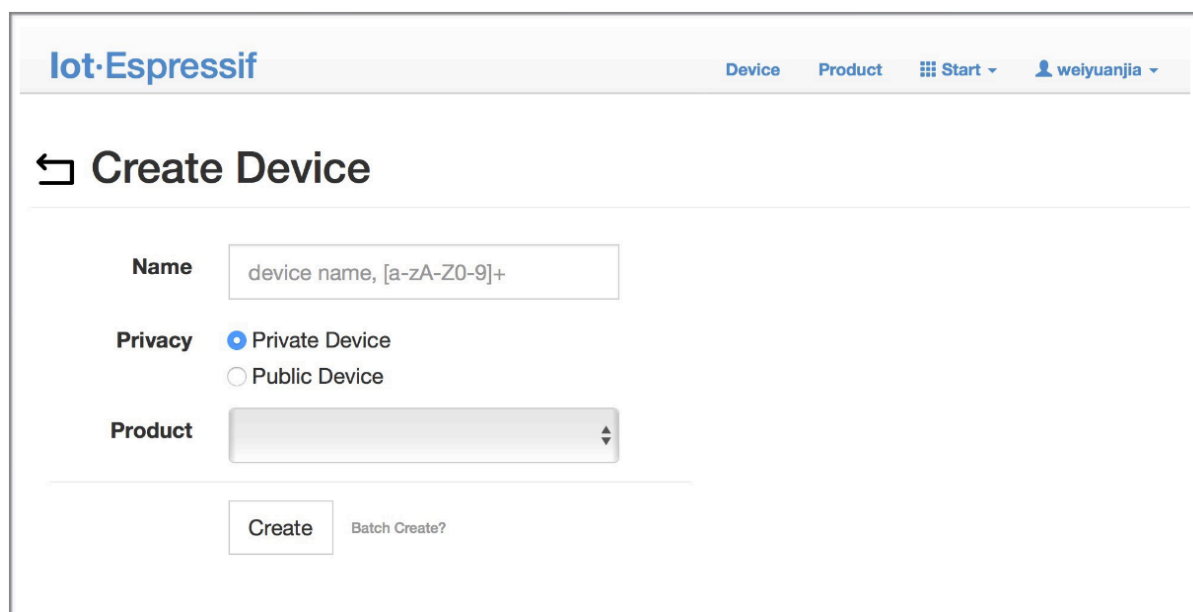 Iot·Espressif
Device Product Start weiyuanjia
Create Device
Name device name, [a-zA-Z0-9]+
Privacy Private Device
Public Device
Product
Create Batch Create?